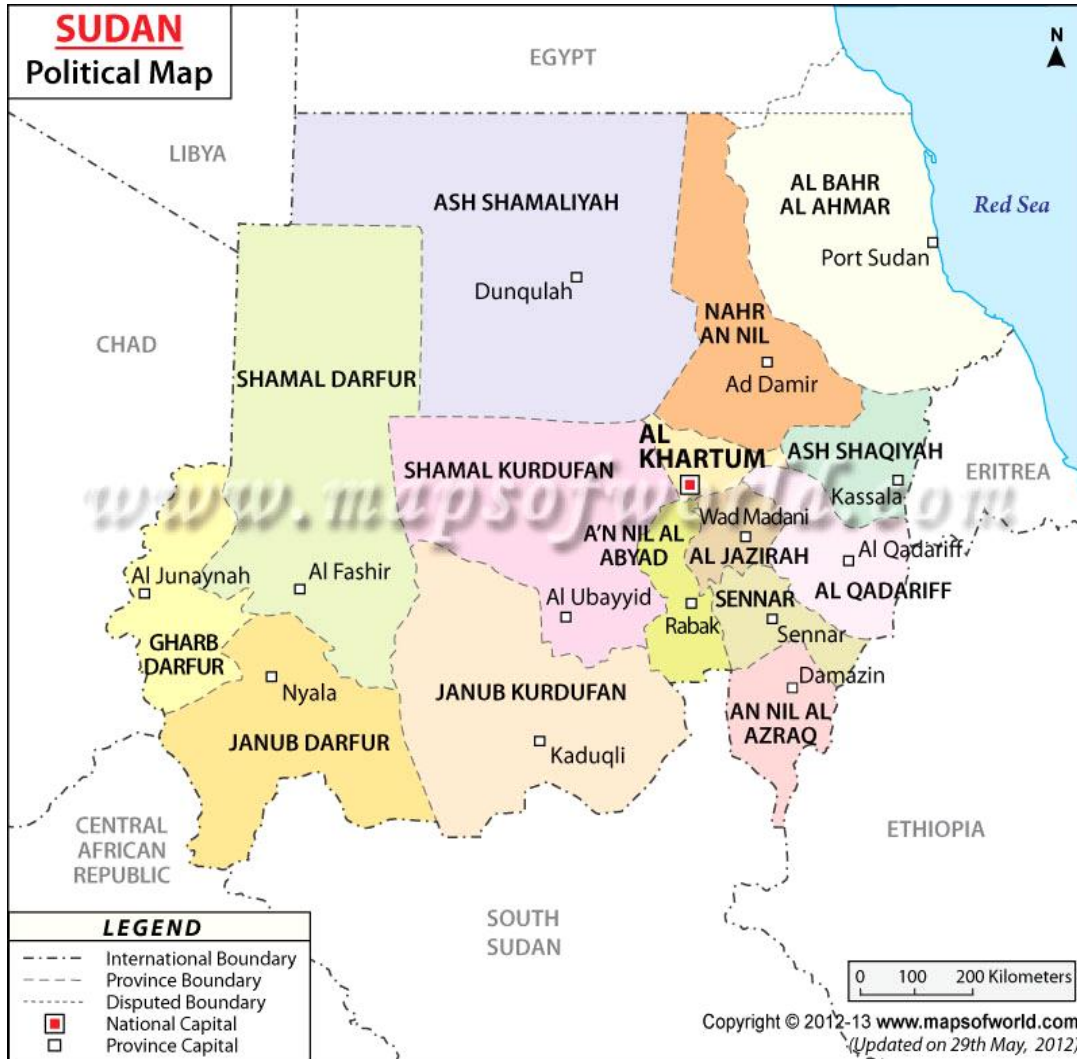 SUDAN
Political Map
N
EGYPT
LIBYA
ASH SHAMALIYAH
AL BAHR
AL AHMAR
Red Sea
Port Sudan
Dunqulah
NAHR
AN NIL
CHAD
Ad Damir
SHAMAL DARFUR
AL
KHARTUM
ASH SHAQIYAH
SHAMAL KURDUFAN
ERITREA
Kassala
www.mapsofworld.com
Wad Madani
A'N NIL AL
ABYAD
AL JAZIRAH
Al Qadariff
AL QADARIFF
Al Junaynah
Al Fashir
Al Ubayyid
Rabak
SENNAR
Sennar
GHARB
DARFUR
Nyala
JANUB KURDUFAN
Damazin
AN NIL AL
AZRAQ
JANUB DARFUR
Kaduqli
CENTRAL
AFRICAN
REPUBLIC
ETHIOPIA
SOUTH
SUDAN
LEGEND
International Boundary
Province Boundary
Disputed Boundary
National Capital
Province Capital
0 100 200 Kilometers
Copyright © 2012-13 www.mapsofworld.com
(Updated on 29th May, 2012)